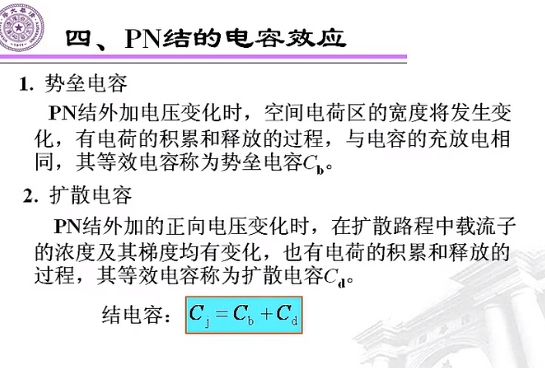 四、PN结的电容效应
1. 势垒电容
PN结外加电压变化时，空间电荷区的宽度将发生变
化，有电荷的积累和释放的过程，与电容的充放电相
同，其等效电容称为势垒电容Cb。
2. 扩散电容
PN结外加的正向电压变化时，在扩散路程中载流子
的浓度及其梯度均有变化，也有电荷的积累和释放的
过程，其等效电容称为扩散电容Cd。
结电容：Cj = Cb + Cd